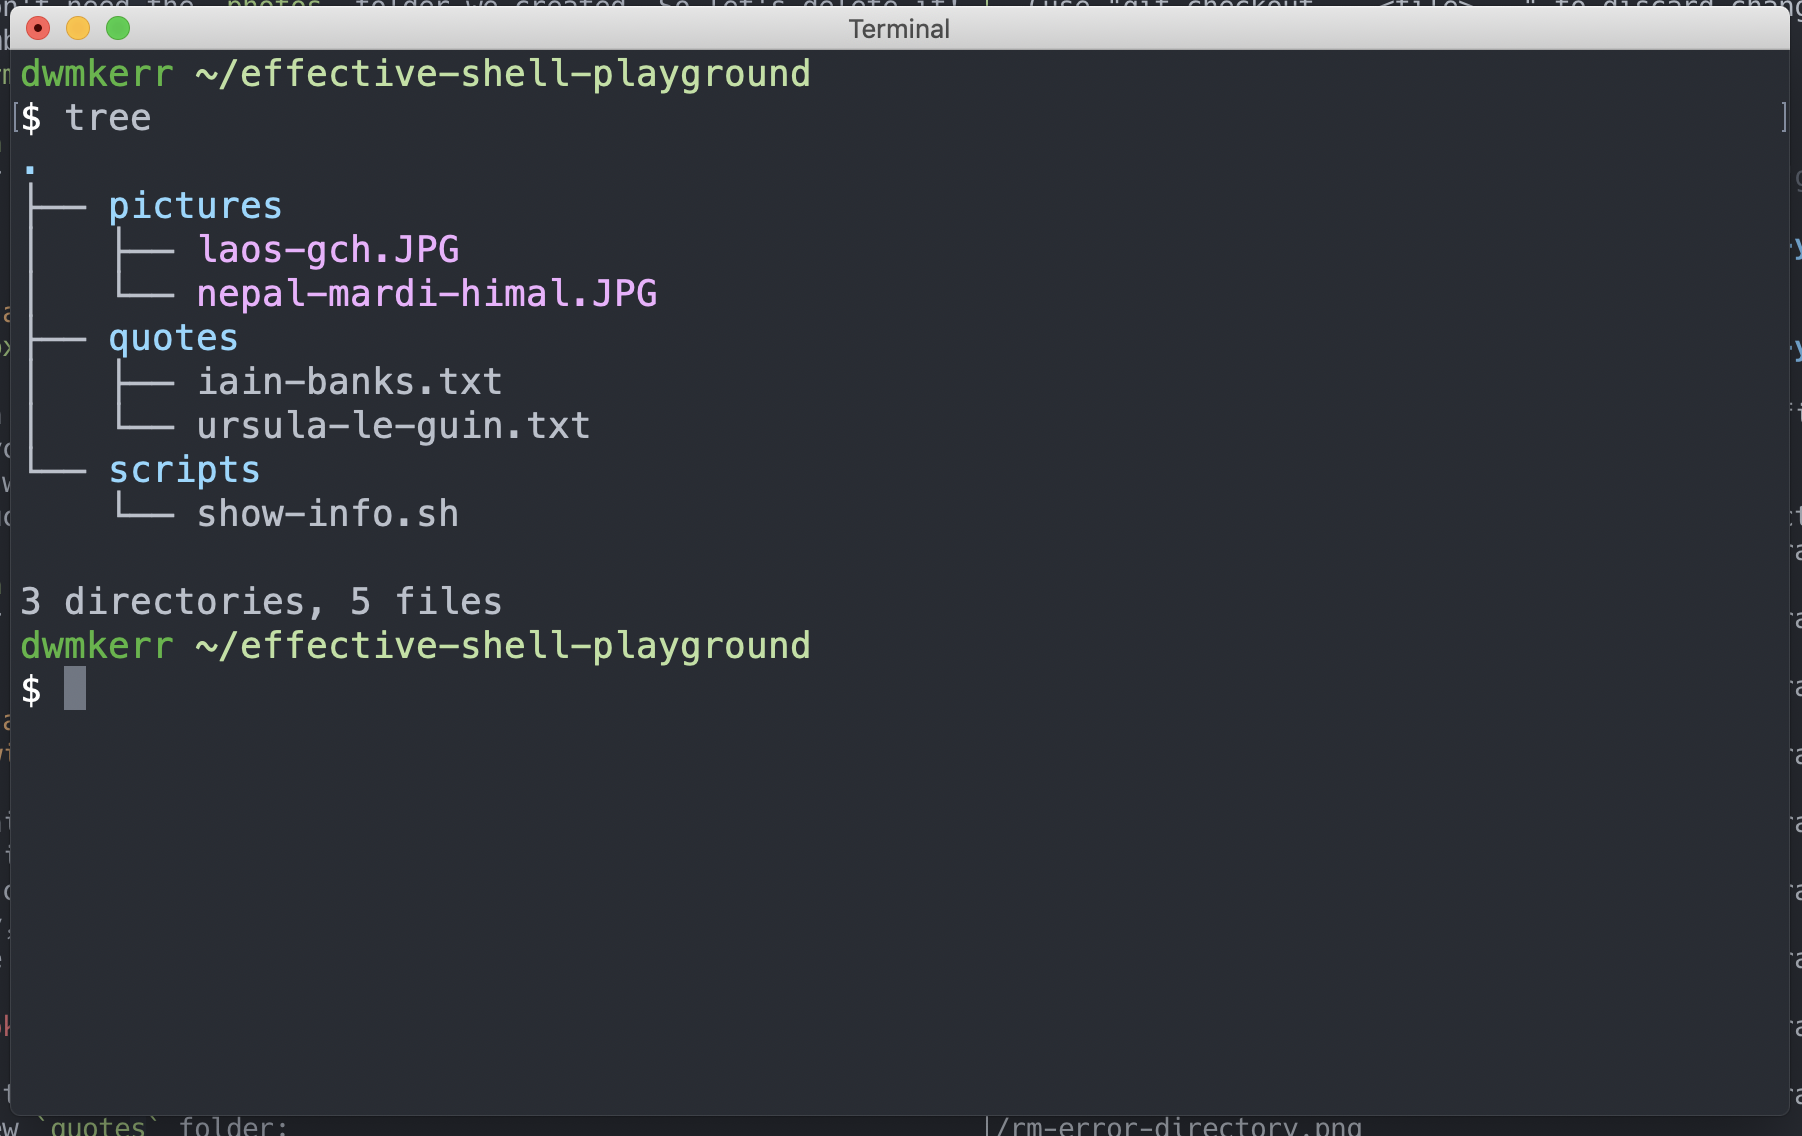 Terminal
dwmkerr ~/effective-shell-playground
$ tree
.
├── pictures
│   ├── laos-gch.JPG
│   └── nepal-mardi-himal.JPG
├── quotes
│   ├── iain-banks.txt
│   └── ursula-le-guin.txt
└── scripts
    └── show-info.sh
3 directories, 5 files
dwmkerr ~/effective-shell-playground
$
`quotes` folder:
/rm-error-directory.png